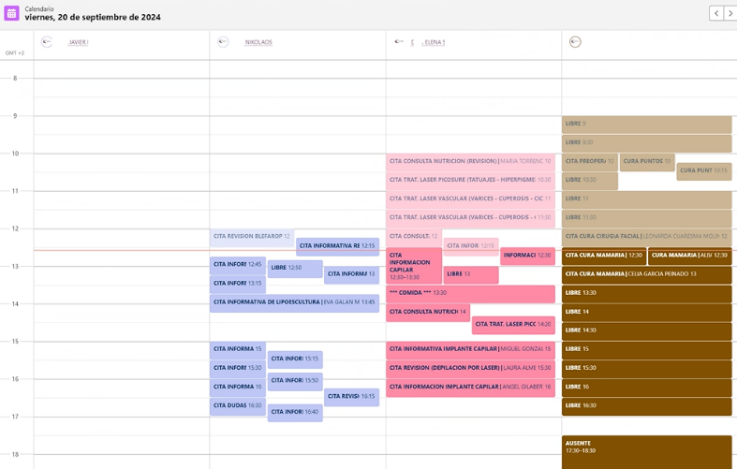 Calendario
viernes, 20 de septiembre de 2024
JAVIER
NIKOLAOS
ELENA
GMT +2
8
9
10
11
12
13
14
15
16
17
18
CITA REVISION BLEFAROP 12
CITA INFORMATIVA RE 12:15
CITA INFORI 12:45
LIBRE 12:50
CITA INFORMA 13
CITA INFORI 13:15
CITA INFORMATIVA DE LIPOESCULTURA | EVA GALAN M 13:45
CITA INFORMA 15
CITA INFORI 15:15
CITA INFORI 15:30
CITA INFORI 15:50
CITA INFORMA 16
CITA REVISI 16:15
CITA DUDAS 16:30
CITA INFORI 16:40
CITA CONSULTA NUTRICION (REVISION) | MARIA TORRENC 10
CITA TRAT. LASER PICOSURE (TATUAJES - HIPERPIGME 10:30
CITA TRAT. LASER VASCULAR (VARICES - CUPEROSIS - CIC 11
CITA TRAT. LASER VASCULAR (VARICES - CUPEROSIS - 11:30
CITA CONSULT. 12
CITA INFOR 12:15
CITA
INFORMACION
CAPILAR
12:30–13:30
INFORMACI 12:30
LIBRE 13
*** COMIDA *** 13:30
CITA CONSULTA NUTRICI 14
CITA TRAT. LASER PICC 14:20
CITA INFORMATIVA IMPLANTE CAPILAR | MIGUEL GONZAL 15
CITA REVISION (DEPILACION POR LASER) | LAURA ALME 15:30
CITA INFORMACION IMPLANTE CAPILAR | ANGEL GILABER 16
LIBRE 9
LIBRE 9:30
CITA PREOPER 10
CURA PUNTOS 10
CURA PUNT 10:15
LIBRE 10:30
LIBRE 11
LIBRE 11:30
CITA CURA CIRUGIA FACIAL | LEONARDA CUARESMA 12
CITA CURA MAMARIA | 12:30
CURA MAMARIA | ALBI 12:30
CITA CURA MAMARIA | CELIA GARCIA PEINADO 13
LIBRE 13:30
LIBRE 14
LIBRE 14:30
LIBRE 15
LIBRE 15:30
LIBRE 16
LIBRE 16:30
AUSENTE
17:30–18:30